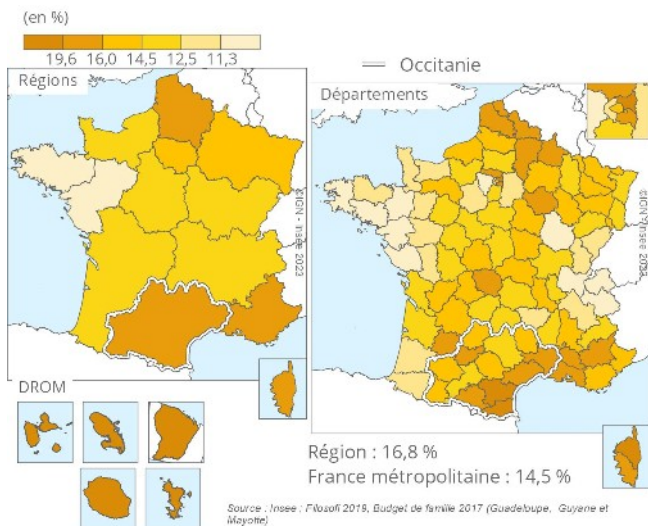 (en %)
19,6 16,0 14,5 12,5 11,3
Occitanie
Régions
Départements
©IGN - Insee 2023
©IGN - Insee 2023
DROM
Région : 16,8 %
France métropolitaine : 14,5 %
Source : Insee ; Filosofi 2019, Budget de famille 2017 (Guadeloupe, Guyane et
Mayotte)